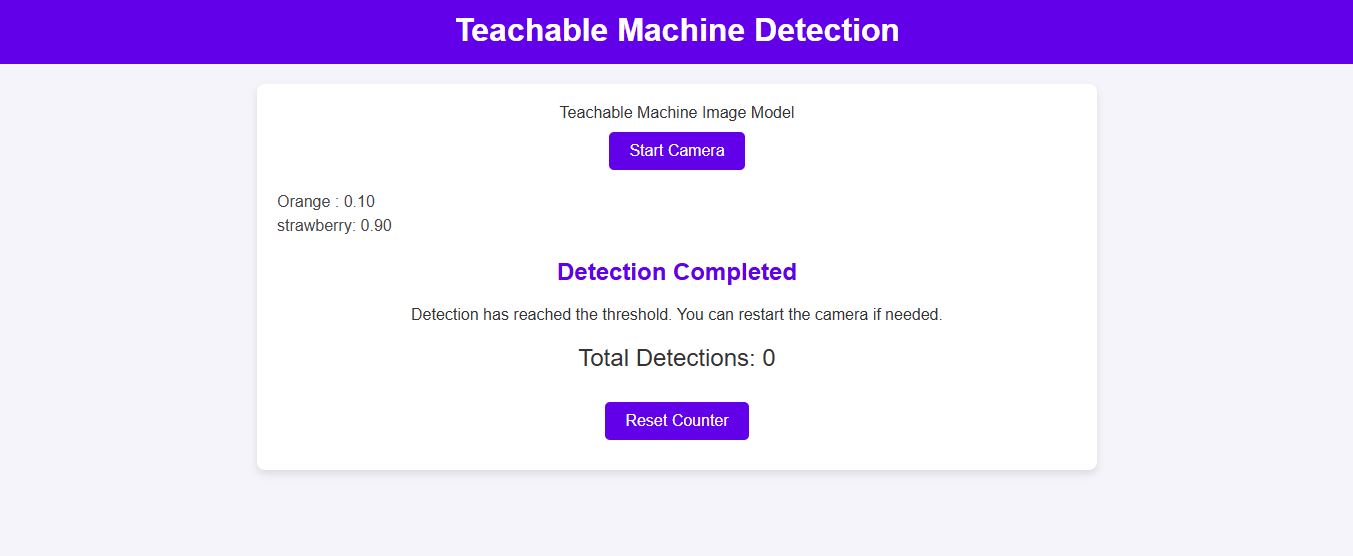 Teachable Machine Detection
Teachable Machine Image Model
Start Camera
Orange : 0.10
strawberry: 0.90
Detection Completed
Detection has reached the threshold. You can restart the camera if needed.
Total Detections: 0
Reset Counter